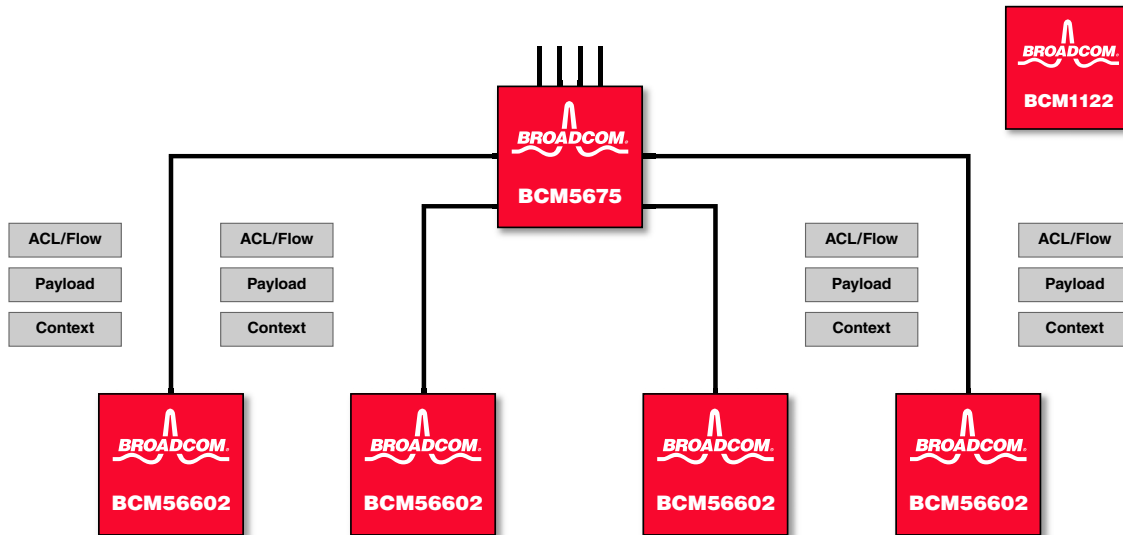 BROADCOM®
BCM1122
BROADCOM®
BCM5675
ACL/Flow
ACL/Flow
ACL/Flow
ACL/Flow
Payload
Payload
Payload
Payload
Context
Context
Context
Context
BROADCOM®
BROADCOM®
BROADCOM®
BROADCOM®
BCM56602
BCM56602
BCM56602
BCM56602